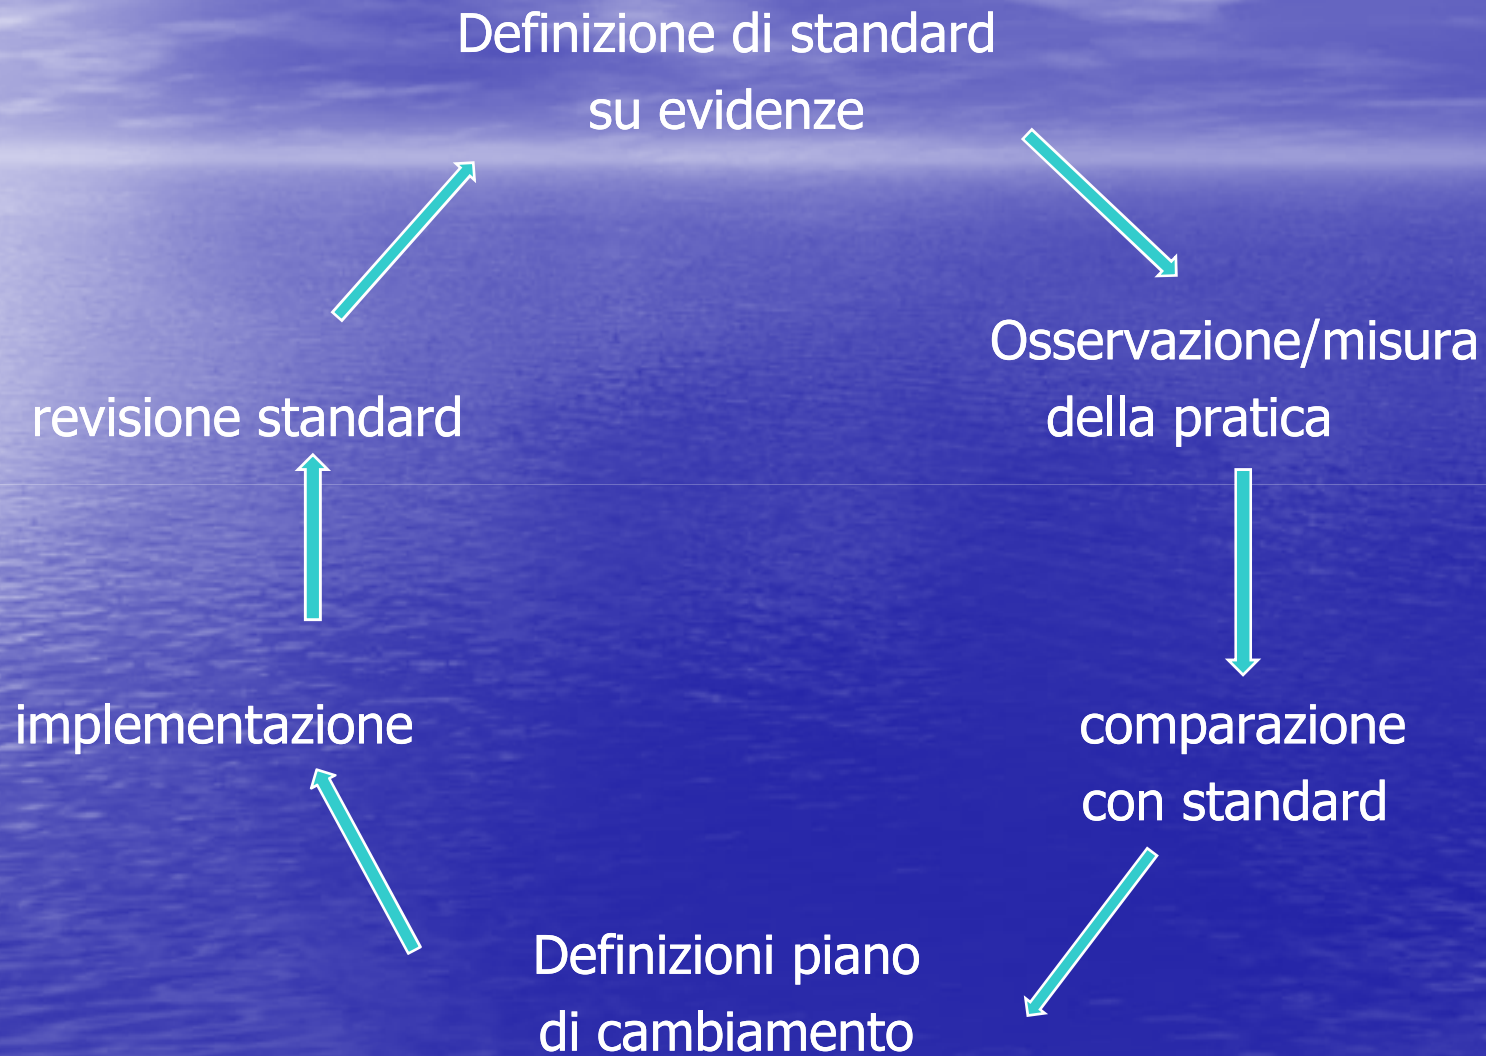 Definizione di standard
su evidenze
Osservazione/misura
della pratica
comparazione
con standard
Definizioni piano
di cambiamento
implementazione
revisione standard